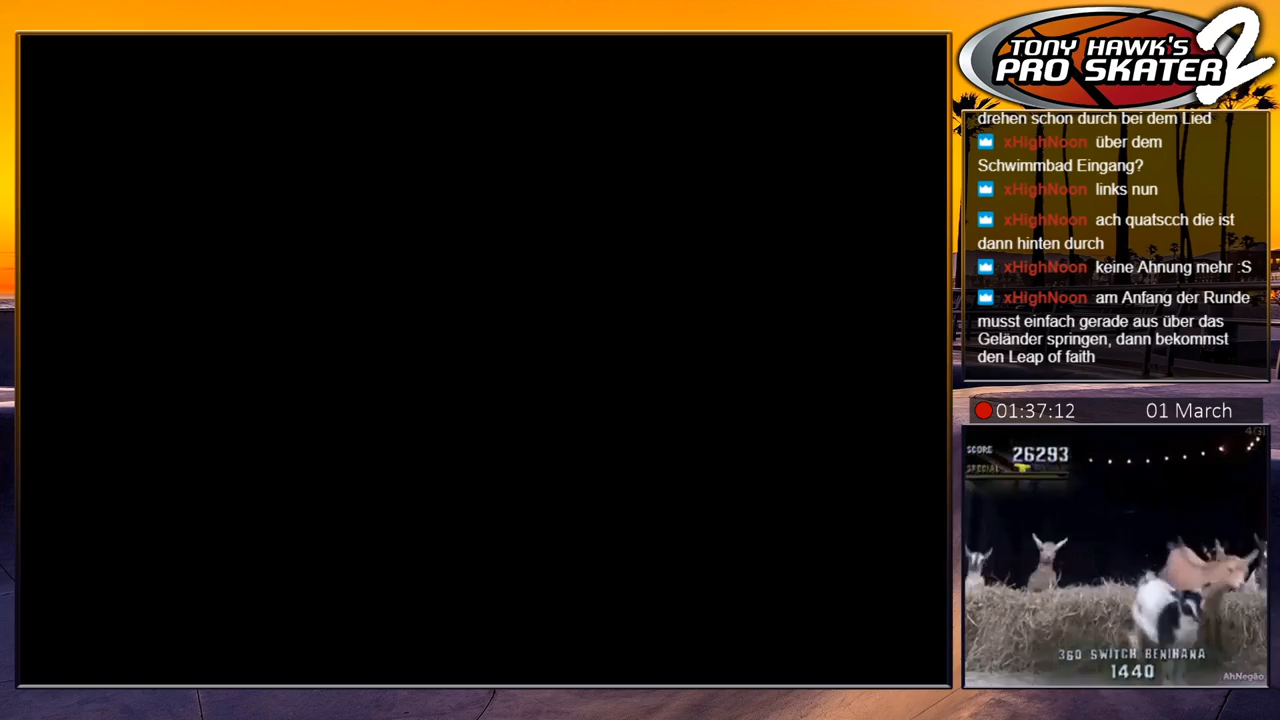 TONY HAWK'S
PRO SKATER 2
drehen schon durch bei dem Lied
xHighNoon über dem
Schwimmbad Eingang?
xHighNoon links nun
xHighNoon ach quatscch die ist
dann hinten durch
xHighNoon keine Ahnung mehr :S
xHighNoon am Anfang der Runde
musst einfach gerade aus über das
Geländer springen, dann bekommst
den Leap of faith
01:37:12 01 March
SCORE 26293
SPECIAL
360 SWITCH BENIHANA
1440
AhNegão